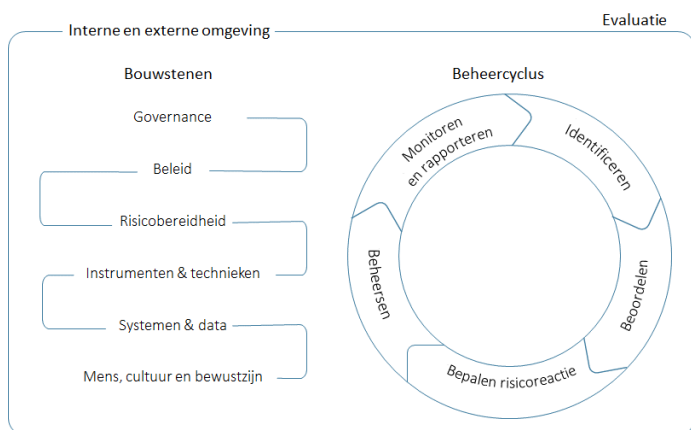 Evaluatie
Interne en externe omgeving
Bouwstenen
Governance
Beleid
Risicobereidheid
Instrumenten & technieken
Systemen & data
Mens, cultuur en bewustzijn
Beheercyclus
Identificeren
Beoordelen
Bepalen risicoreactie
Beheersen
Monitoren
en rapporteren